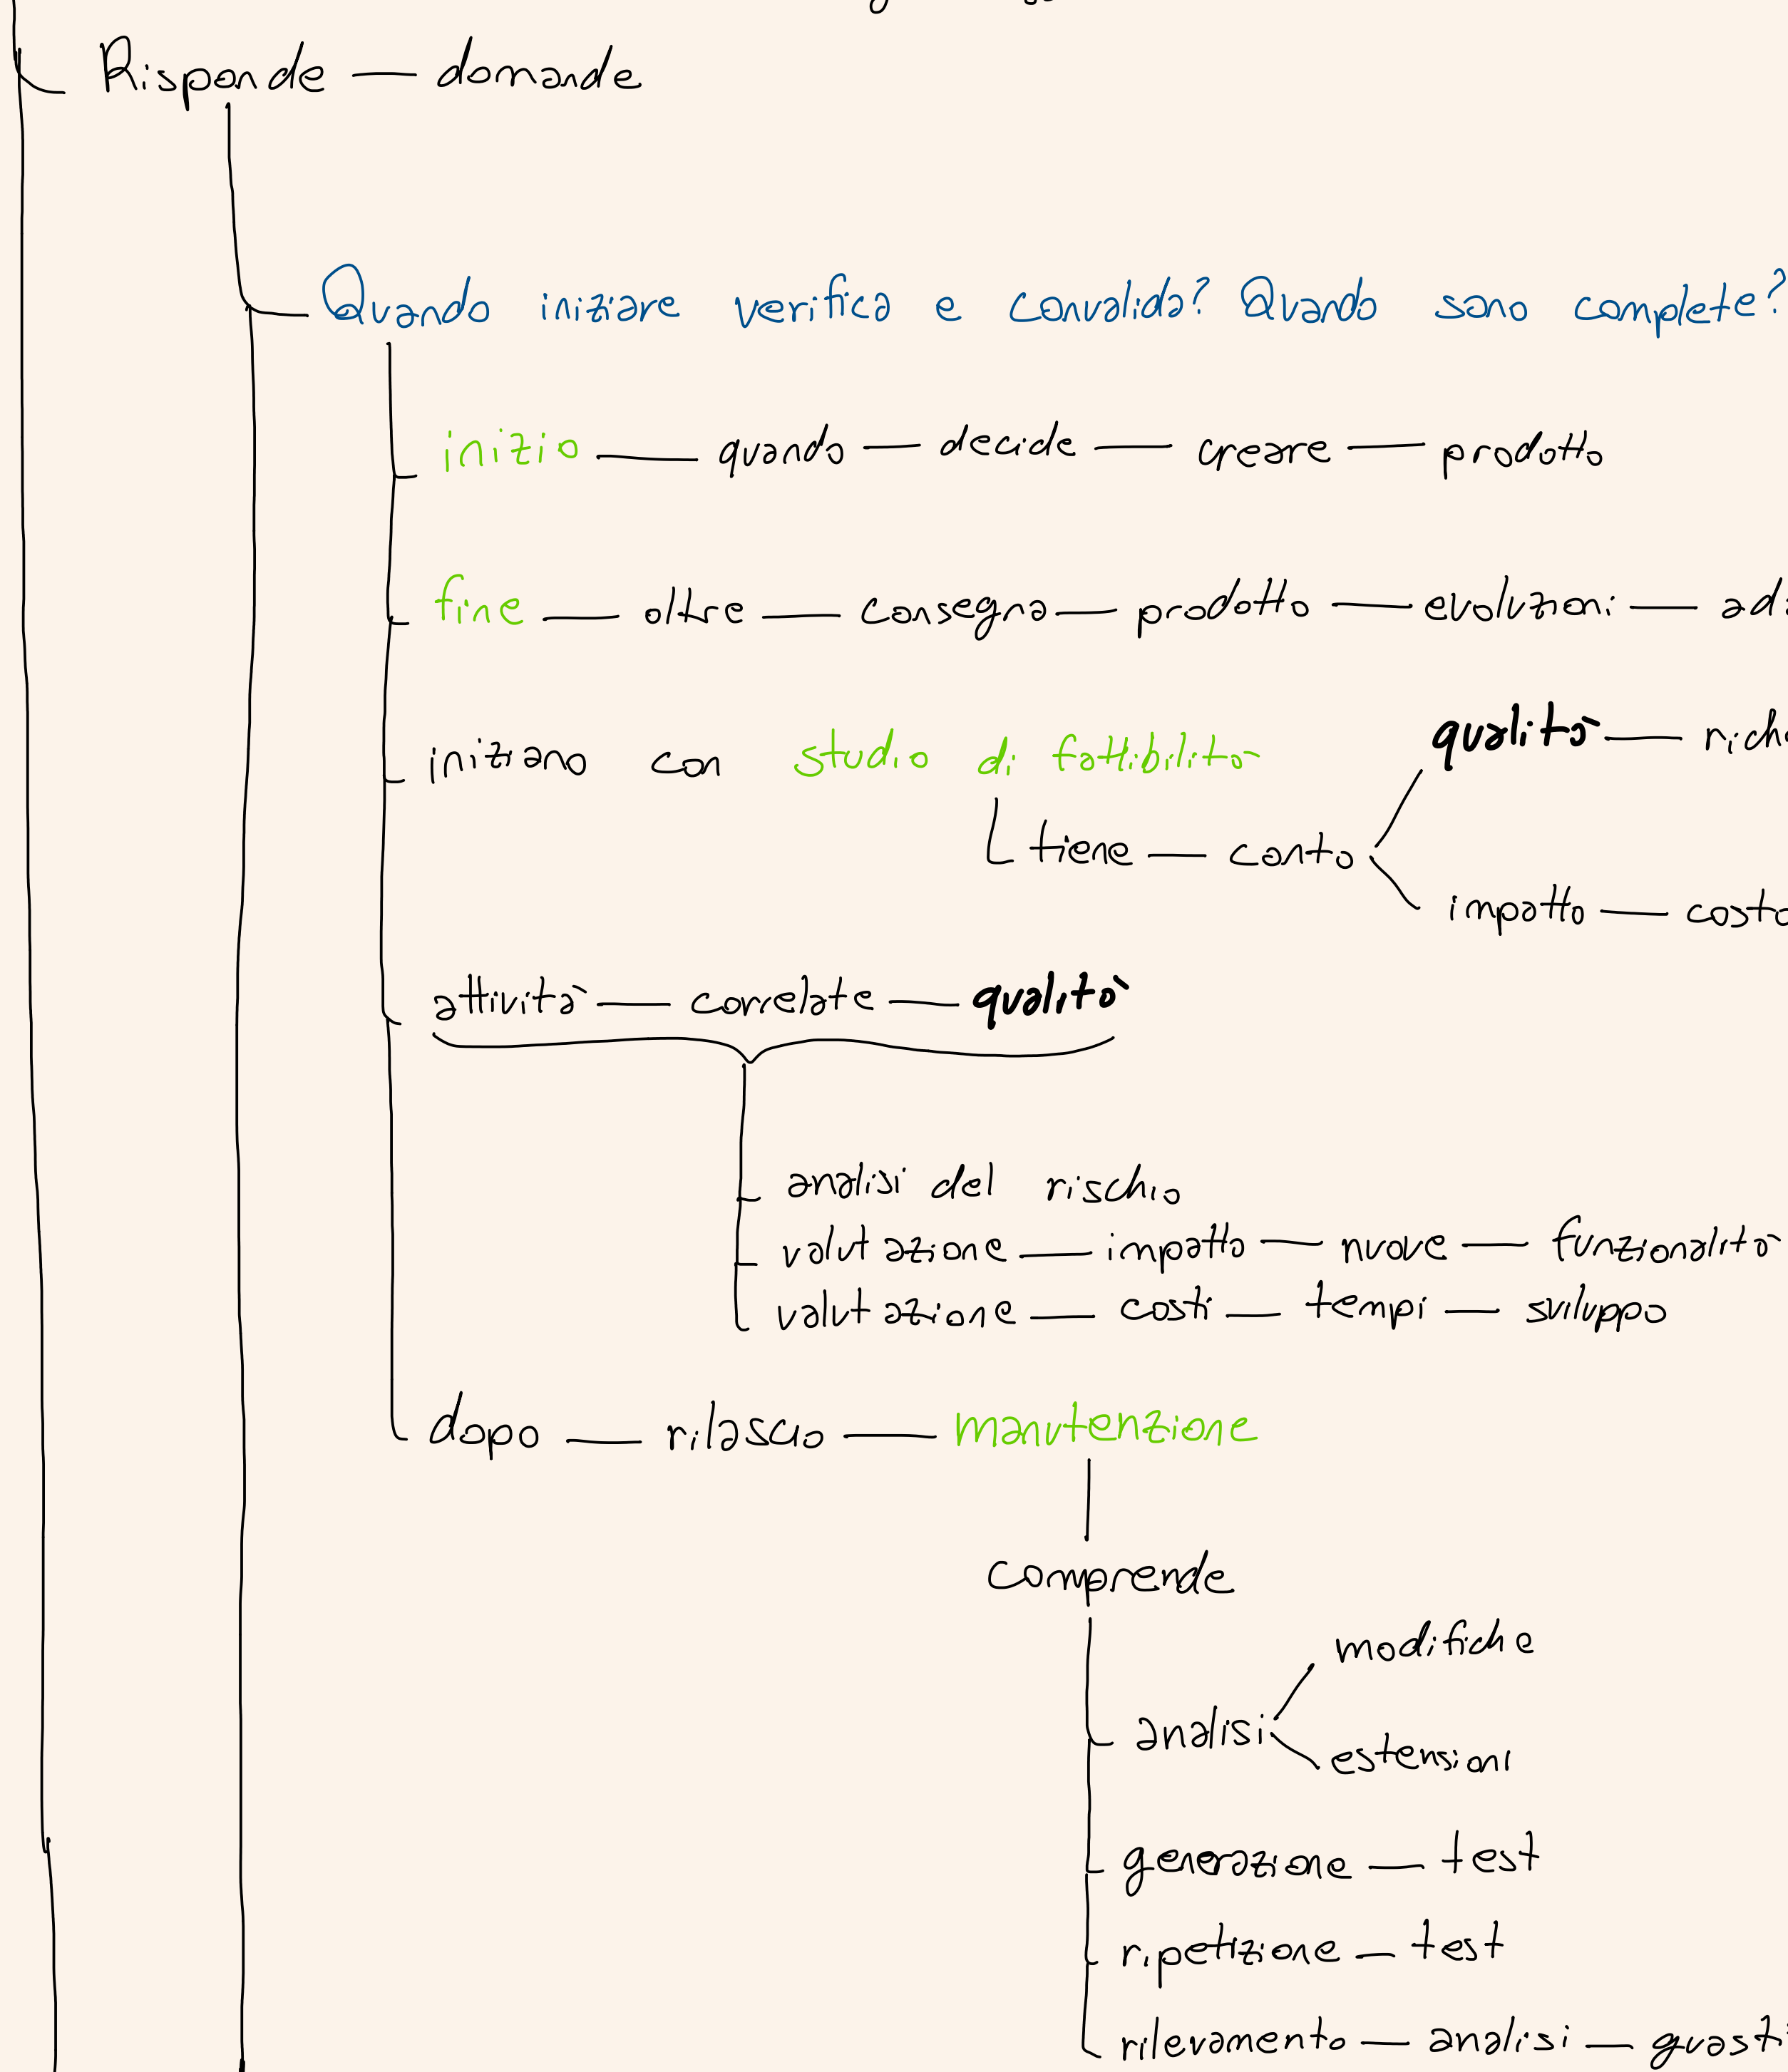 Risponde — domande
Quando iniziare verifica e convalida? Quando sono complete?
inizio — quando — decide — creare — prodotto
fine — oltre — consegna — prodotto — evoluzioni —
iniziano con studio di fattibilità
qualità —
tiene — conto
impatto — costo
attività — correlate — qualità
analisi del rischio
valutazione — impatto — nuove — funzionalità
valutazione — costi — tempi — sviluppo
dopo — rilascio — manutenzione
comprende
modifiche
analisi
estensioni
generazione — test
ripetizione — test
rilevamento — analisi — guasti